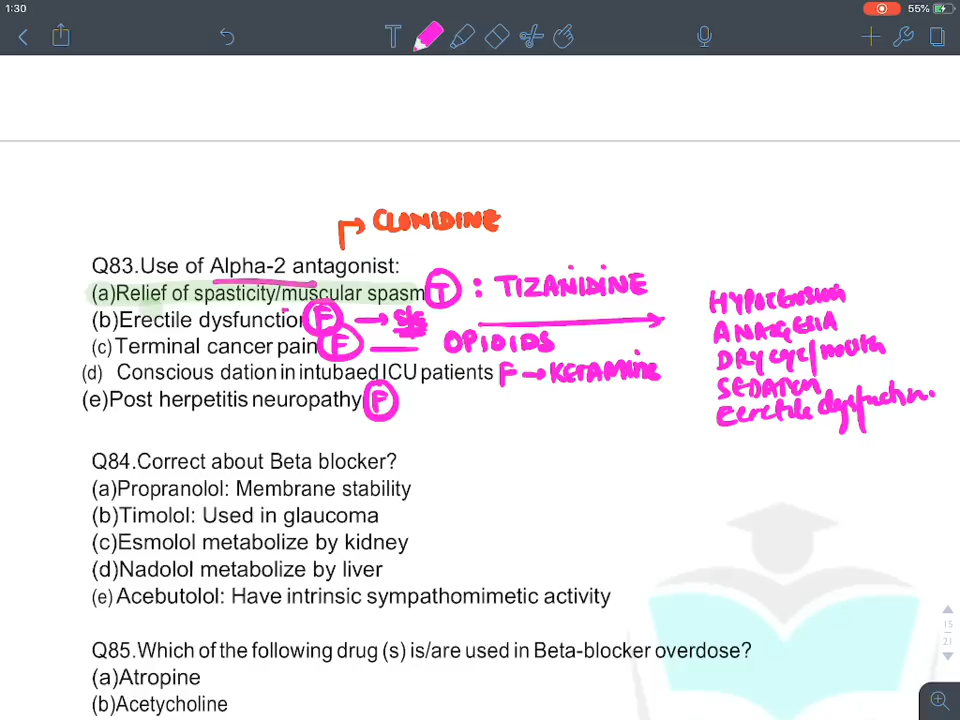 1:30
55%
T
CLONIDINE
Q83.Use of Alpha-2 antagonist:
(a)Relief of spasticity/muscular spasm T : TIZANIDINE
(b)Erectile dysfunction F → S/S
(c) Terminal cancer pain F — OPIOIDS
(d) Conscious dation in intubaed ICU patients F → KETAMINE
(e)Post herpetitis neuropathy F
HYPOTENSION
ANALGESIA
DRY eye/mouth
SEDATION
Eerctile dysfunction.
Q84.Correct about Beta blocker?
(a)Propranolol: Membrane stability
(b)Timolol: Used in glaucoma
(c)Esmolol metabolize by kidney
(d)Nadolol metabolize by liver
(e) Acebutolol: Have intrinsic sympathomimetic activity
Q85.Which of the following drug (s) is/are used in Beta-blocker overdose?
(a)Atropine
(b)Acetycholine
15
21